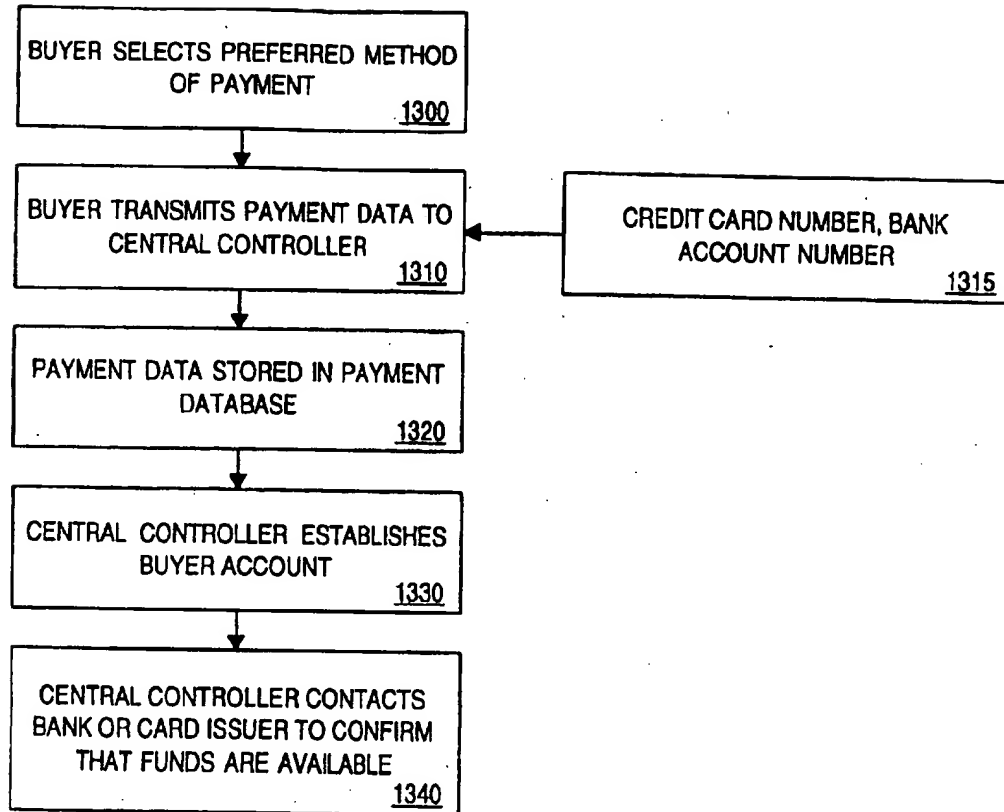 BUYER SELECTS PREFERRED METHOD
OF PAYMENT
1300
BUYER TRANSMITS PAYMENT DATA TO
CENTRAL CONTROLLER
1310
CREDIT CARD NUMBER, BANK
ACCOUNT NUMBER
1315
PAYMENT DATA STORED IN PAYMENT
DATABASE
1320
CENTRAL CONTROLLER ESTABLISHES
BUYER ACCOUNT
1330
CENTRAL CONTROLLER CONTACTS
BANK OR CARD ISSUER TO CONFIRM
THAT FUNDS ARE AVAILABLE
1340